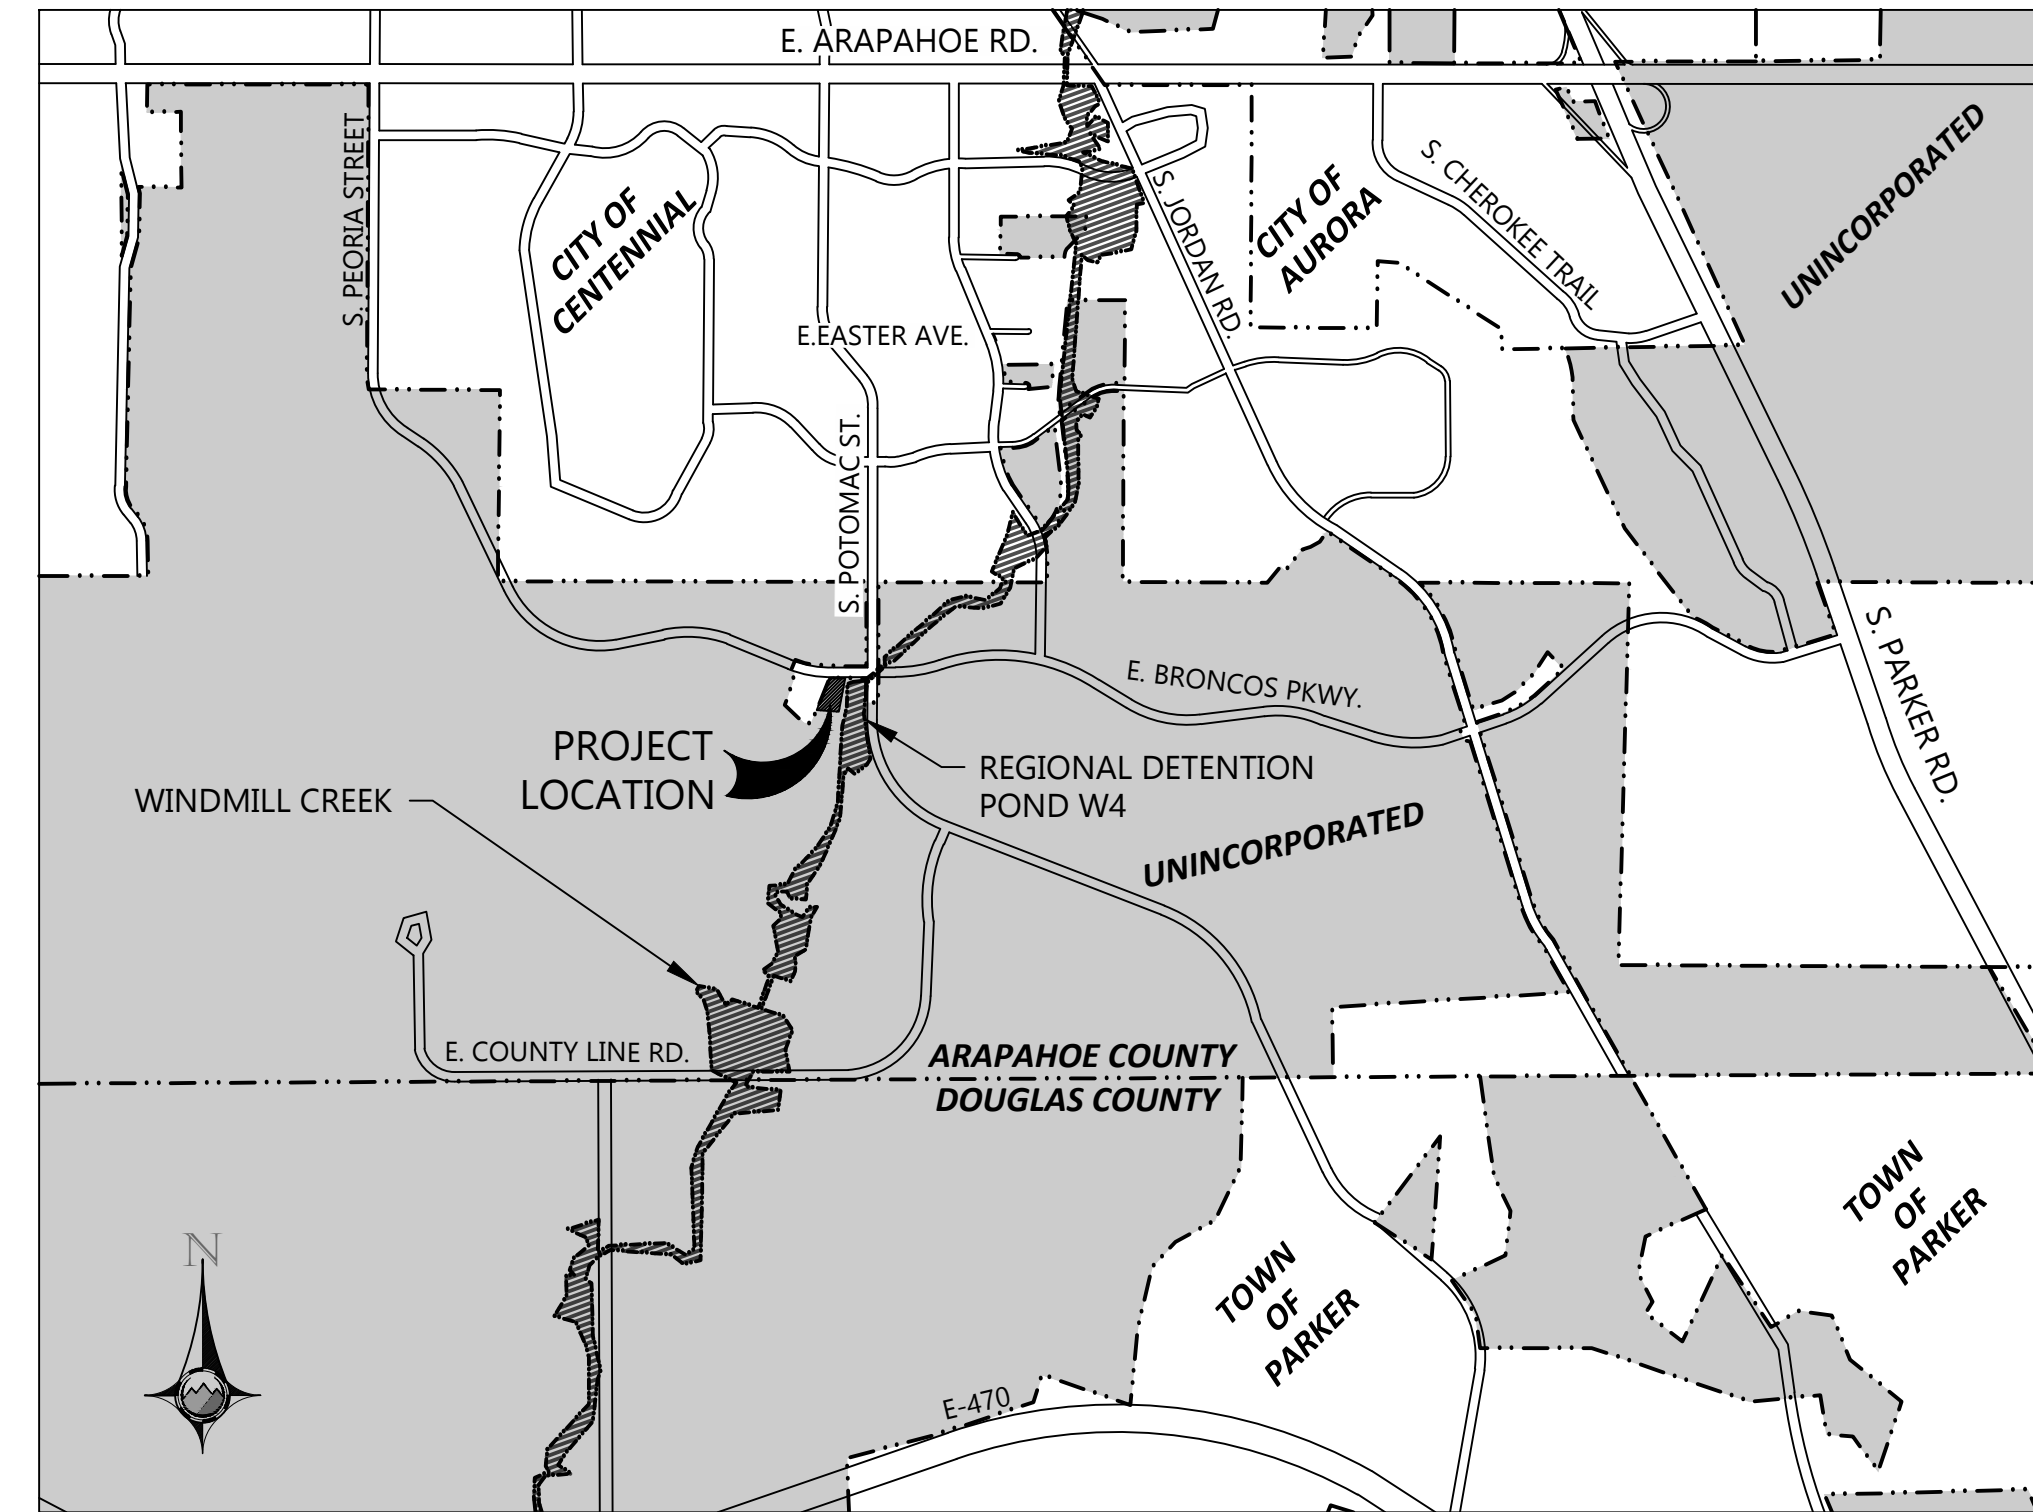 E. ARAPAHOE RD.
S. PEORIA STREET
CITY OF
CENTENNIAL
S. JORDAN RD.
CITY OF
AURORA
S. CHEROKEE TRAIL
UNINCORPORATED
E.EASTER AVE.
S. POTOMAC ST.
E. BRONCOS PKWY.
S. PARKER RD.
PROJECT
LOCATION
REGIONAL DETENTION
POND W4
WINDMILL CREEK
UNINCORPORATED
E. COUNTY LINE RD.
ARAPAHOE COUNTY
DOUGLAS COUNTY
TOWN
OF
PARKER
TOWN
OF
PARKER
N
E-470